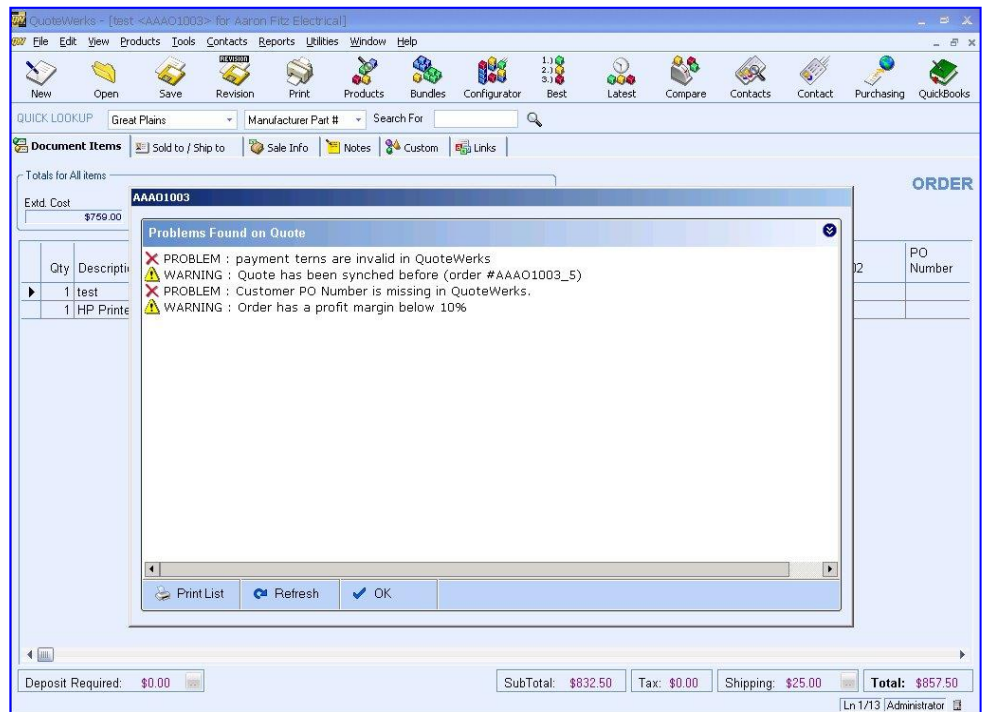 QuoteWerks - [test <AAAO1003> for Aaron Fitz Electrical]
File Edit View Products Tools Contacts Reports Utilities Window Help
REVISION
1.)
2.)
3.)
New Open Save Revision Print Products Bundles Configurator Best Latest Compare Contacts Contact Purchasing QuickBooks
QUICK LOOKUP Great Plains Manufacturer Part # Search For
Document Items Sold to / Ship to Sale Info Notes Custom Links
Totals for All items
ORDER
Extd. Cost
$759.00
AAAO1003
Problems Found on Quote
PROBLEM : payment terns are invalid in QuoteWerks
WARNING : Quote has been synched before (order #AAAO1003_5)
PROBLEM : Customer PO Number is missing in QuoteWerks.
WARNING : Order has a profit margin below 10%
Qty Descripti
PO
Number
1 test
1 HP Printe
Print List Refresh OK
Deposit Required: $0.00 SubTotal: $832.50 Tax: $0.00 Shipping: $25.00 Total: $857.50
Ln 1/13 Administrator